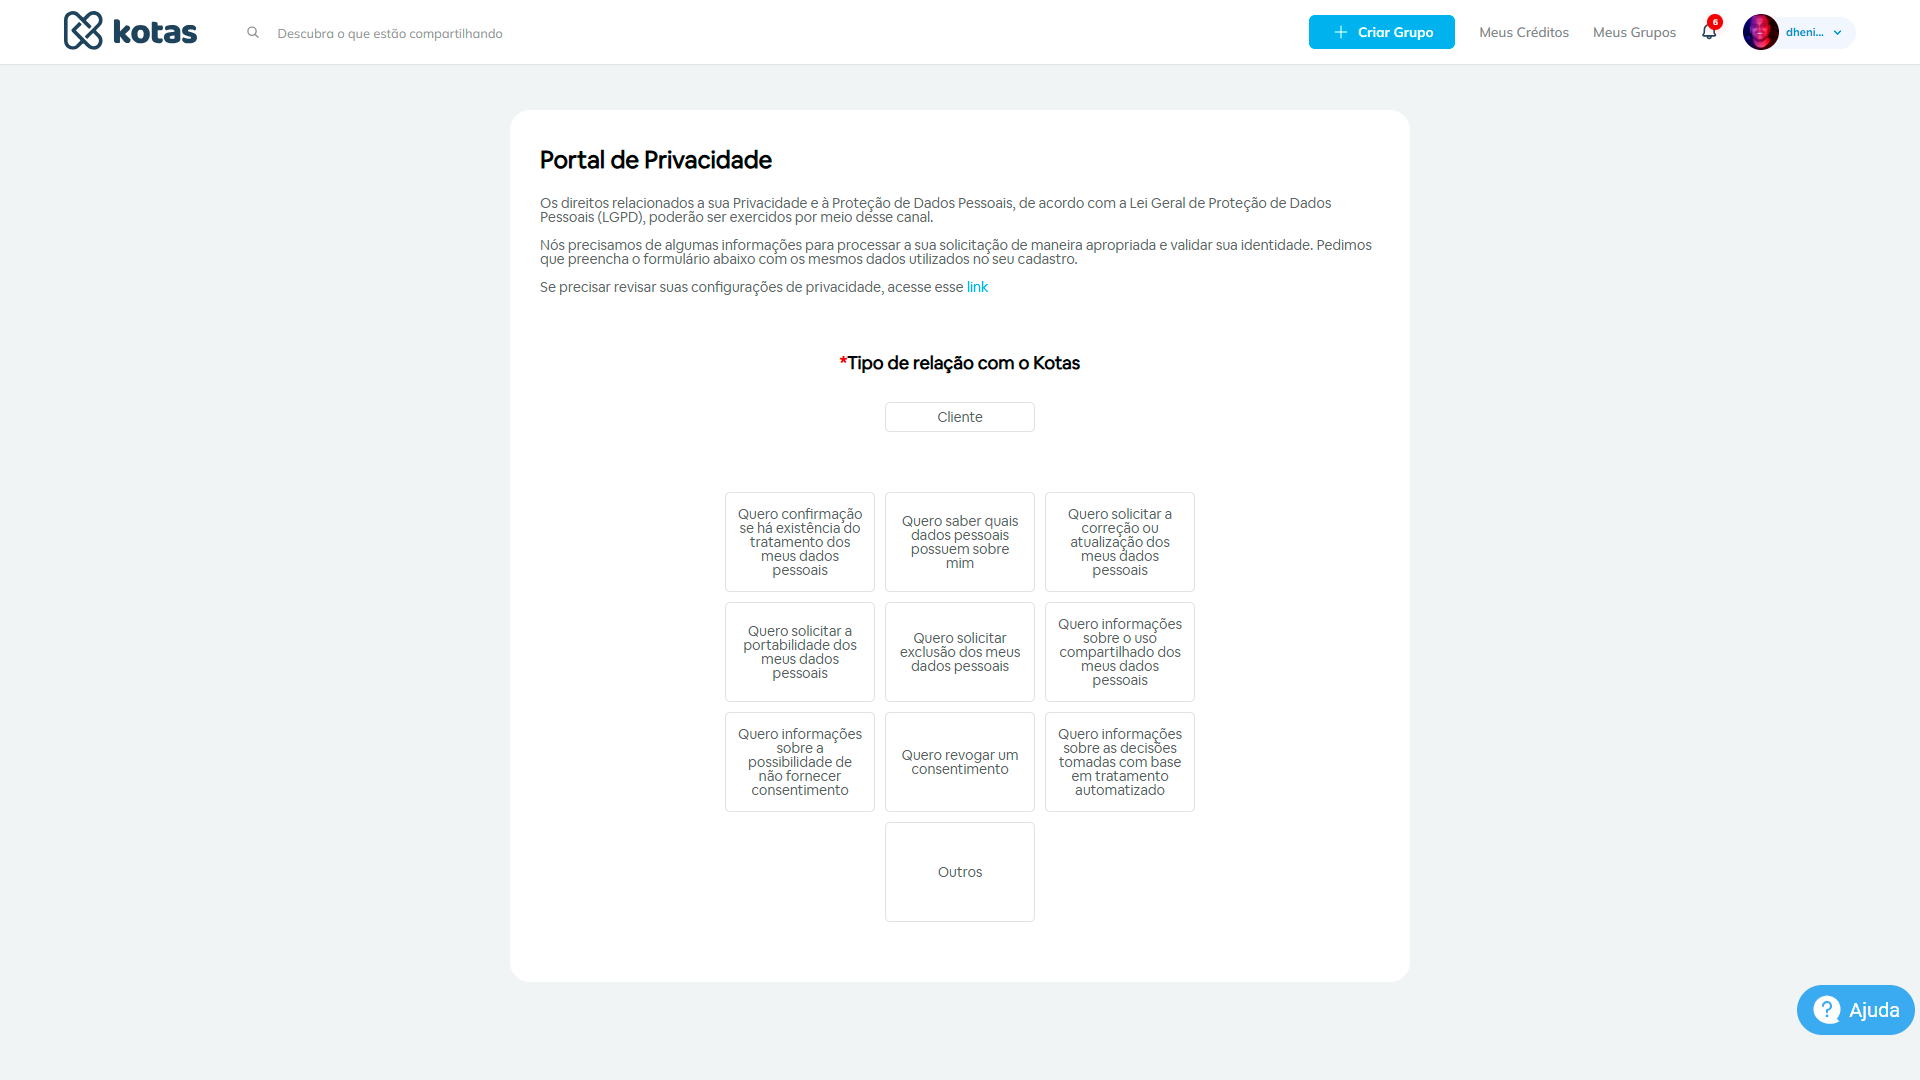 kotas
Descubra o que estão compartilhando
Criar Grupo
Meus Créditos
Meus Grupos
6
dheni...
Portal de Privacidade
Os direitos relacionados a sua Privacidade e à Proteção de Dados Pessoais, de acordo com a Lei Geral de Proteção de Dados
Pessoais (LGPD), poderão ser exercidos por meio desse canal.
Nós precisamos de algumas informações para processar a sua solicitação de maneira apropriada e validar sua identidade. Pedimos
que preencha o formulário abaixo com os mesmos dados utilizados no seu cadastro.
Se precisar revisar suas configurações de privacidade, acesse esse link
*Tipo de relação com o Kotas
Cliente
Quero confirmação
se há existência do
tratamento dos
meus dados
pessoais
Quero saber quais
dados pessoais
possuem sobre
mim
Quero solicitar a
correção ou
atualização dos
meus dados
pessoais
Quero solicitar a
portabilidade dos
meus dados
pessoais
Quero solicitar
exclusão dos meus
dados pessoais
Quero informações
sobre o uso
compartilhado dos
meus dados
pessoais
Quero informações
sobre a
possibilidade de
não fornecer
consentimento
Quero revogar um
consentimento
Quero informações
sobre as decisões
tomadas com base
em tratamento
automatizado
Outros
Ajuda